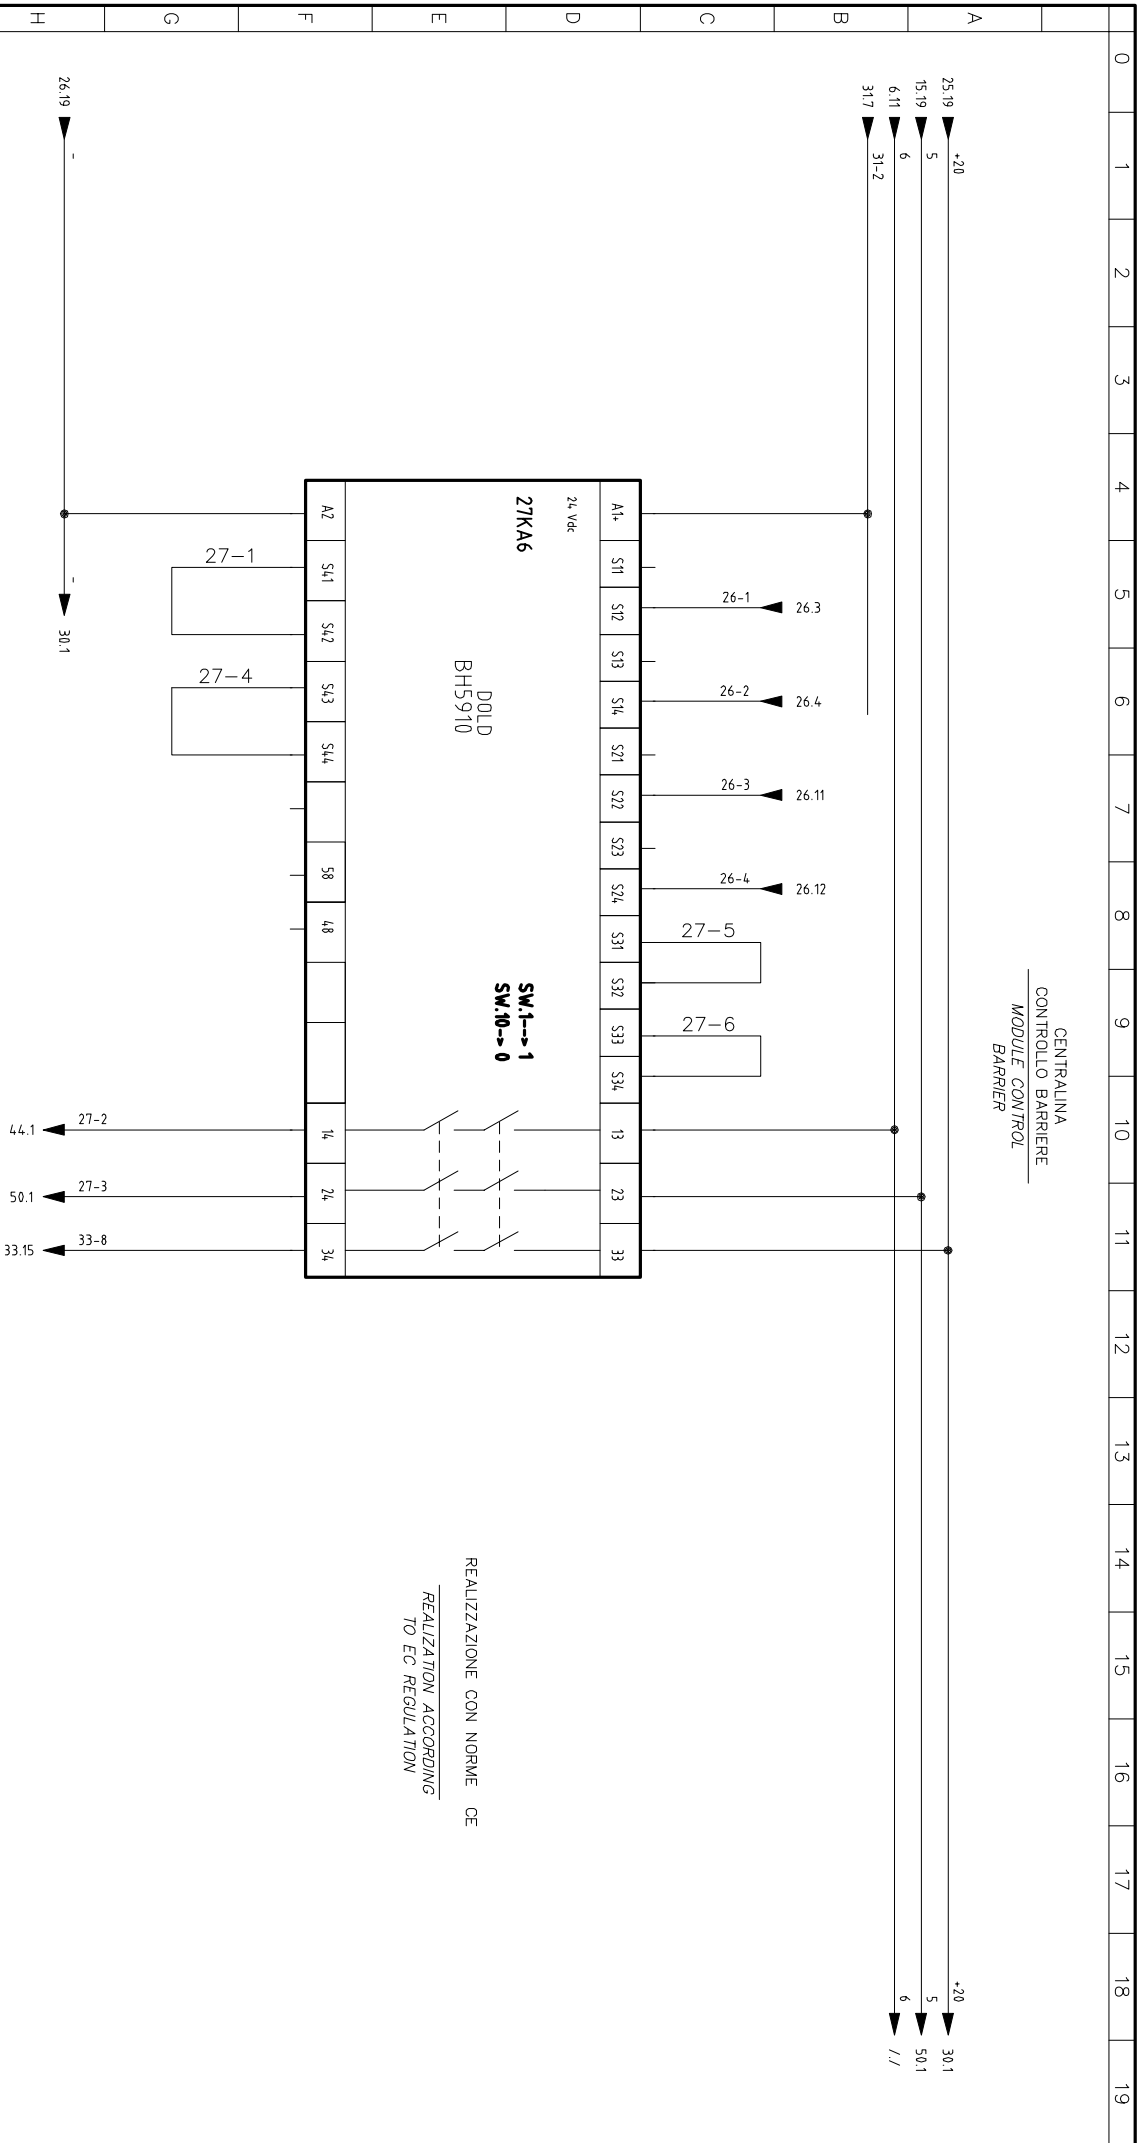 0 1 2 3 4 5 6 7 8 9 10 11 12 13 14 15 16 17 18 19
A
B
C
D
E
F
G
H
CENTRALINA
CONTROLLO BARRIERE
MODULE CONTROL
BARRIER
25.19 +20 +20 30.1
15.19 5 5 50.1
6.11 6 6 /./
31.7 31-2
26.3 26.4 26.11 26.12
26-1 26-2 26-3 26-4 27-5 27-6
A1+ S11 S12 S13 S14 S21 S22 S23 S24 S31 S32 S33 S34 13 23 33
24 Vdc
27KA6
SW.1--> 1
SW.10-> 0
DOLD
BH5910
A2 S41 S42 S43 S44 58 48 14 24 34
27-1 27-4
27-2 27-3 33-8
26.19 - - 30.1
44.1 50.1 33.15
REALIZZAZIONE CON NORME CE
REALIZATION ACCORDING
TO EC REGULATION